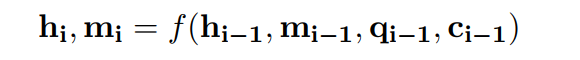 h_i, m_i = f(h_{i−1}, m_{i−1}, q_{i−1}, c_{i−1})